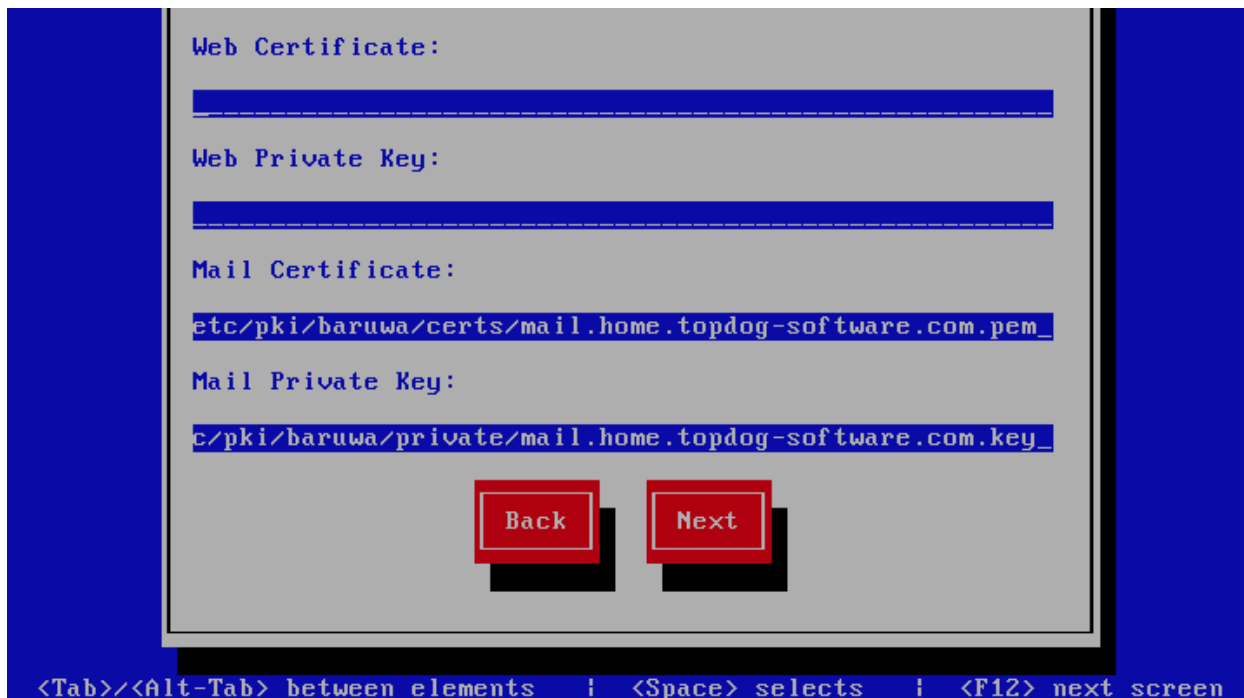 Web Certificate:
Web Private Key:
Mail Certificate:
etc/pki/baruwa/certs/mail.home.topdog-software.com.pem_
Mail Private Key:
c/pki/baruwa/private/mail.home.topdog-software.com.key_
Back Next
<Tab>/<Alt-Tab> between elements | <Space> selects | <F12> next screen